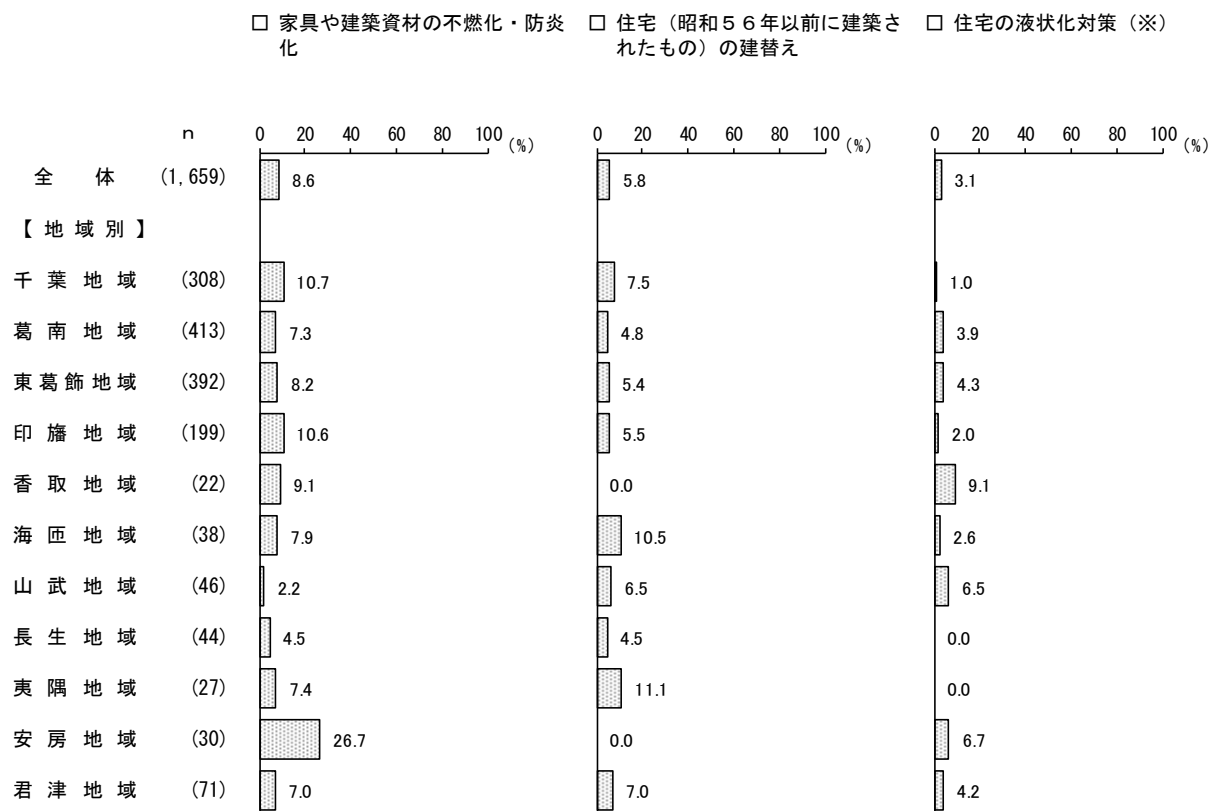 □ 家具や建築資材の不燃化・防炎化
□ 住宅（昭和５６年以前に建築されたもの）の建替え
□ 住宅の液状化対策（※）
n 0 20 40 60 80 100 (%) 0 20 40 60 80 100 (%) 0 20 40 60 80 100 (%)
全体 (1,659) 8.6 5.8 3.1
【地域別】
千葉地域 (308) 10.7 7.5 1.0
葛南地域 (413) 7.3 4.8 3.9
東葛飾地域 (392) 8.2 5.4 4.3
印旛地域 (199) 10.6 5.5 2.0
香取地域 (22) 9.1 0.0 9.1
海匝地域 (38) 7.9 10.5 2.6
山武地域 (46) 2.2 6.5 6.5
長生地域 (44) 4.5 4.5 0.0
夷隅地域 (27) 7.4 11.1 0.0
安房地域 (30) 26.7 0.0 6.7
君津地域 (71) 7.0 7.0 4.2